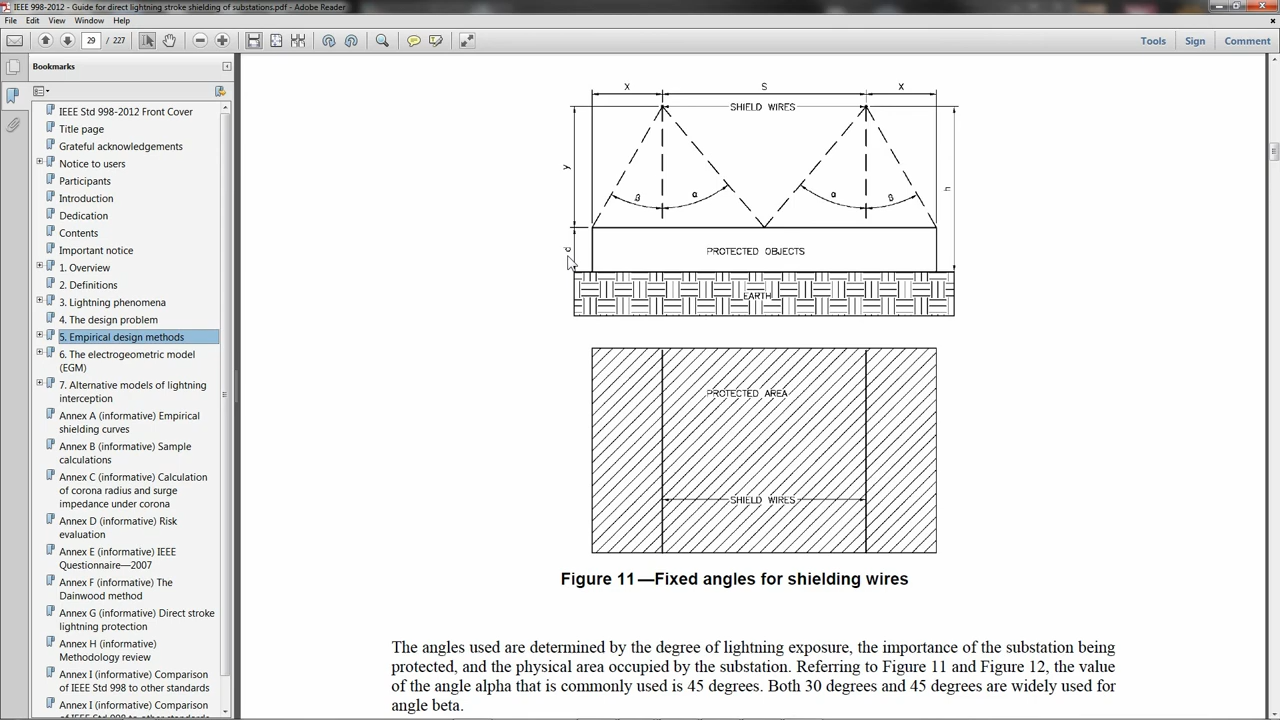 IEEE 998-2012 - Guide for direct lightning stroke shielding of substations.pdf - Adobe Reader
File Edit View Window Help
29 / 227
Tools Sign Comment
Bookmarks
IEEE Std 998-2012 Front Cover
Title page
Grateful acknowledgements
Notice to users
Participants
Introduction
Dedication
Contents
Important notice
1. Overview
2. Definitions
3. Lightning phenomena
4. The design problem
5. Empirical design methods
6. The electrogeometric model
(EGM)
7. Alternative models of lightning
interception
Annex A (informative) Empirical
shielding curves
Annex B (informative) Sample
calculations
Annex C (informative) Calculation
of corona radius and surge
impedance under corona
Annex D (informative) Risk
evaluation
Annex E (informative) IEEE
Questionnaire—2007
Annex F (informative) The
Dainwood method
Annex G (informative) Direct stroke
lightning protection
Annex H (informative)
Methodology review
Annex I (informative) Comparison
of IEEE Std 998 to other standards
Annex I (informative) Comparison
of IEEE Std 998 to other standards
X S X
SHIELD WIRES
y
h
β α α β
d
PROTECTED OBJECTS
EARTH
PROTECTED AREA
SHIELD WIRES
Figure 11—Fixed angles for shielding wires
The angles used are determined by the degree of lightning exposure, the importance of the substation being
protected, and the physical area occupied by the substation. Referring to Figure 11 and Figure 12, the value
of the angle alpha that is commonly used is 45 degrees. Both 30 degrees and 45 degrees are widely used for
angle beta.